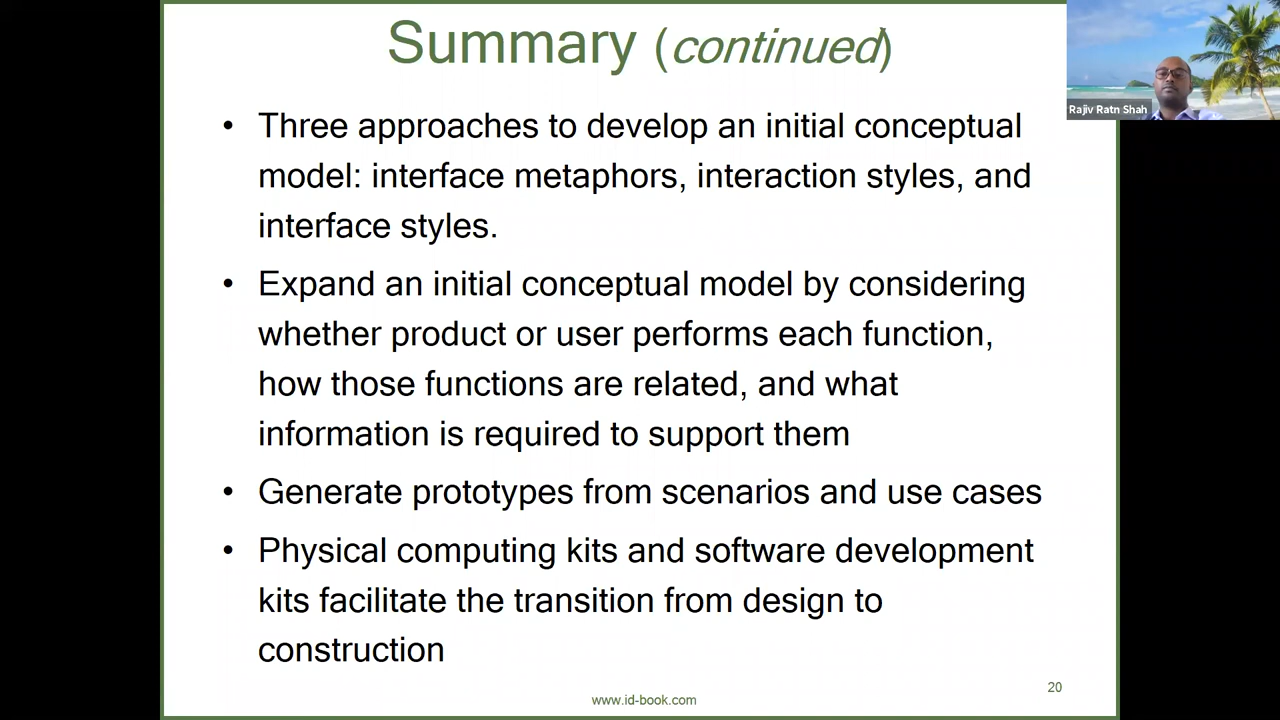 Summary (continued)
Rajiv Ratn Shah
• Three approaches to develop an initial conceptual
model: interface metaphors, interaction styles, and
interface styles.
• Expand an initial conceptual model by considering
whether product or user performs each function,
how those functions are related, and what
information is required to support them
• Generate prototypes from scenarios and use cases
• Physical computing kits and software development
kits facilitate the transition from design to
construction
20
www.id-book.com